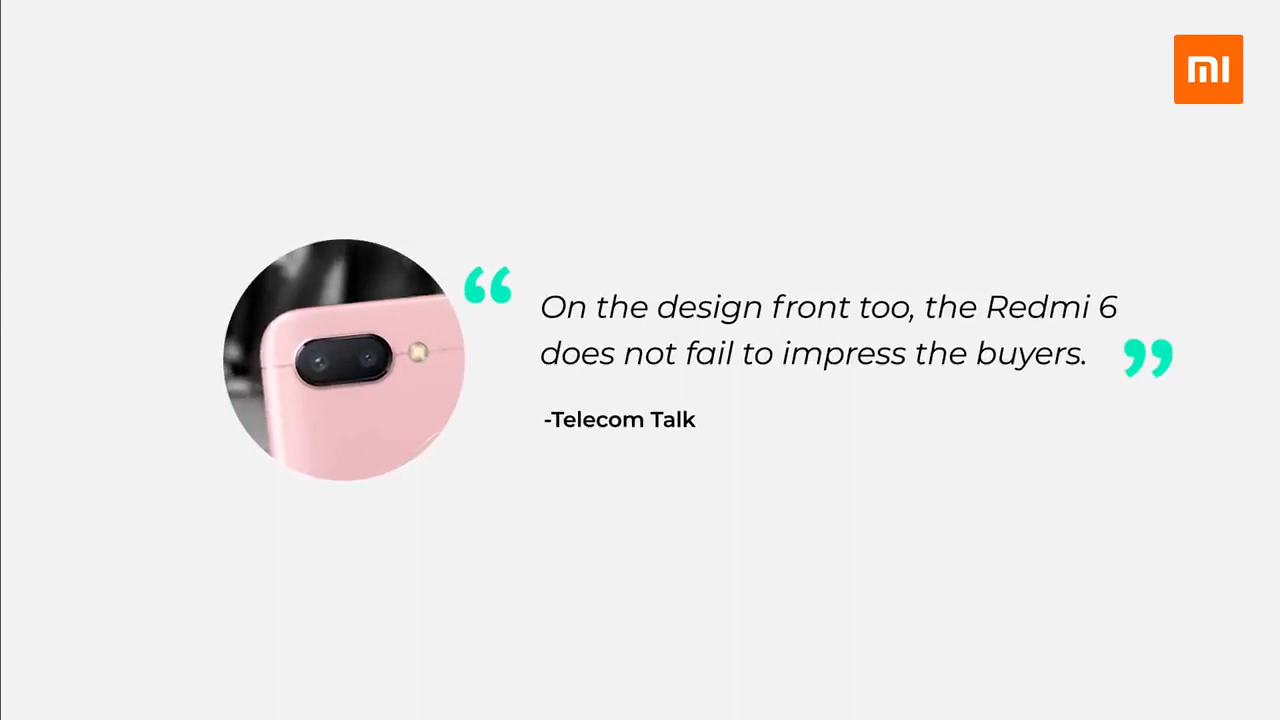 mi
“ On the design front too, the Redmi 6
does not fail to impress the buyers. ”
-Telecom Talk